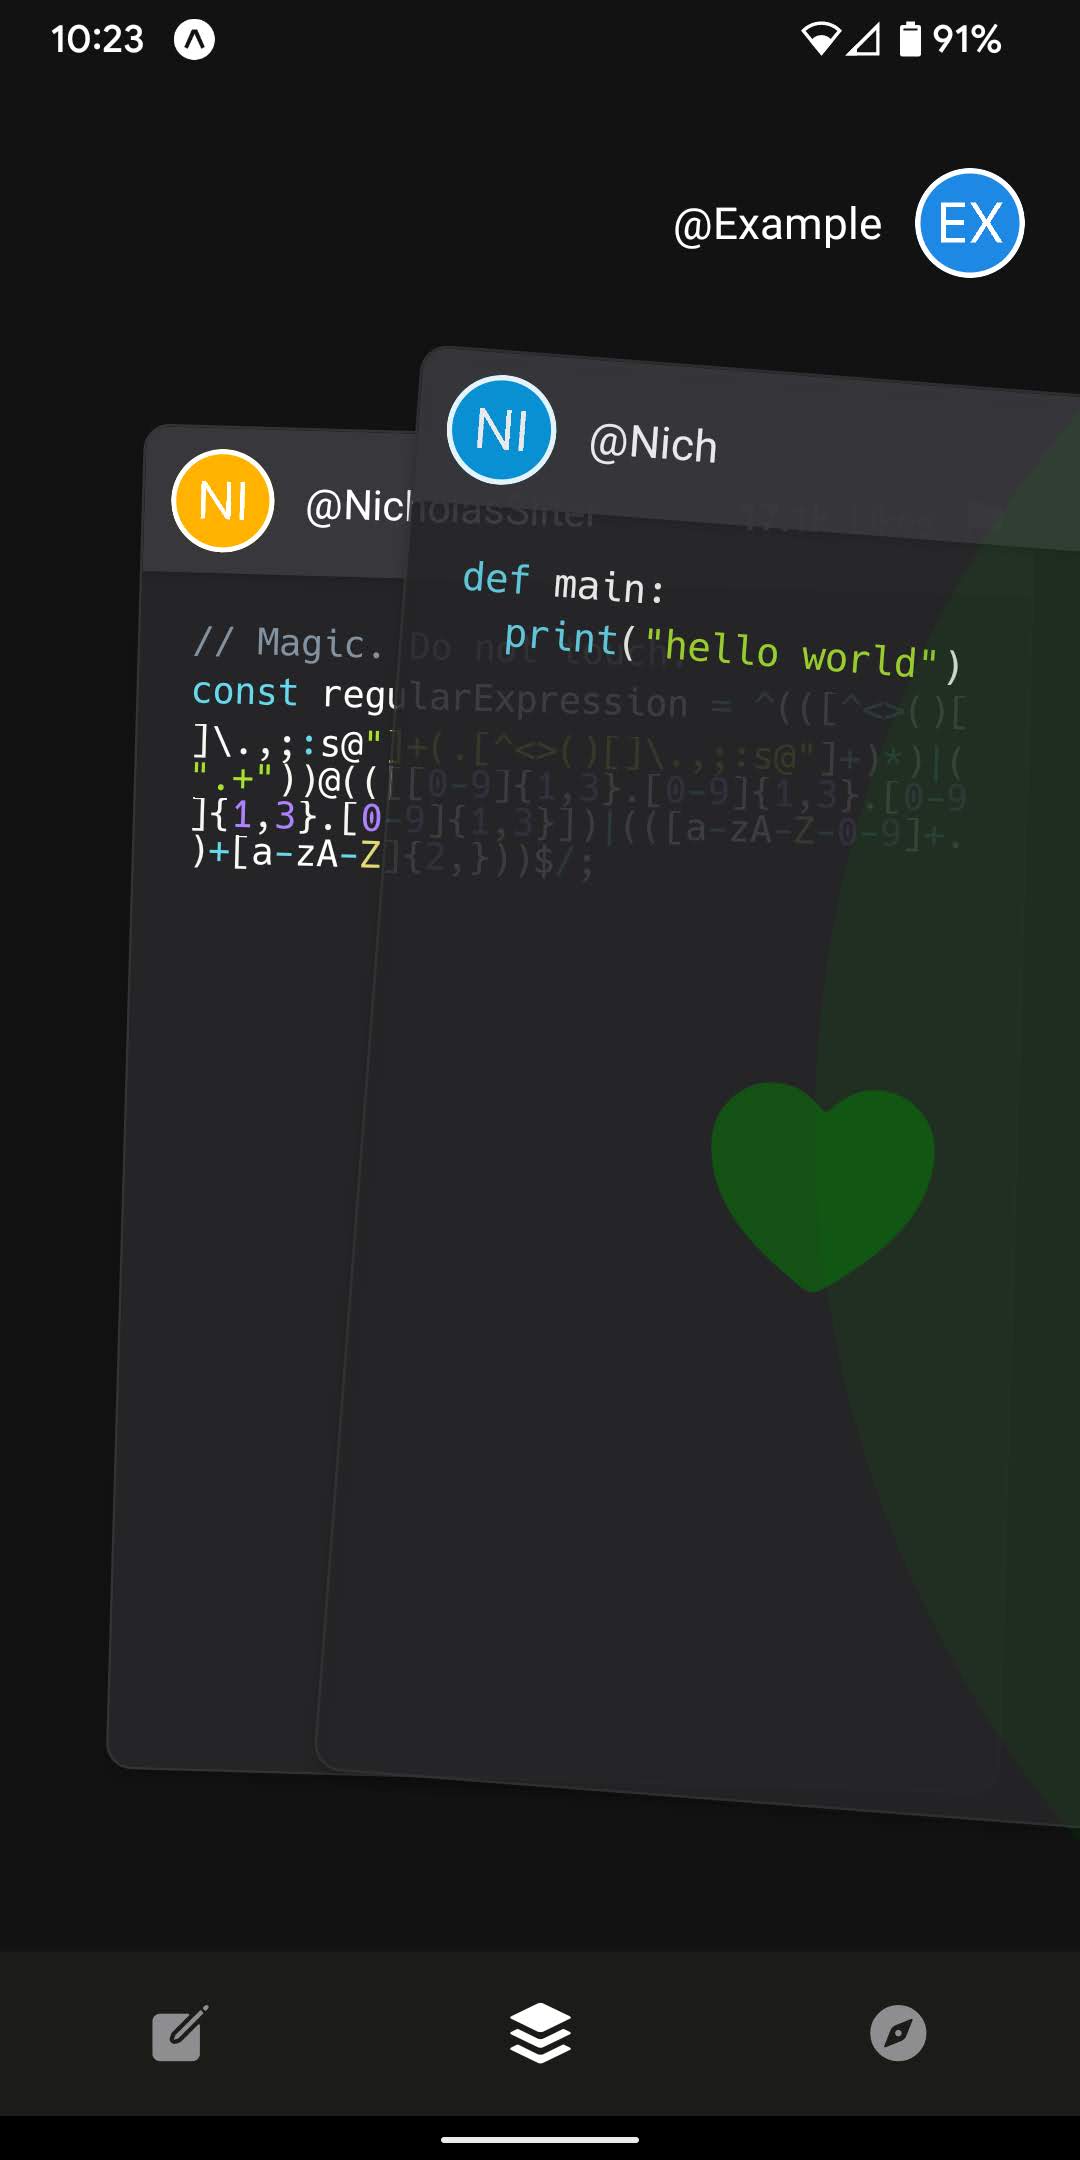 10:23
91%
@Example
EX
NI
@Nich
NI
@NicholasSliter
def main:
print("hello world")
// Magic. Do not touch.
const regularExpression = ^(([^<>()[
]\.,;:s@"]+(.[^<>()[]\.,;:s@"]+)*)|(
".+"))@(([[0-9]{1,3}.[0-9]{1,3}.[0-9
]{1,3}.[0-9]{1,3}])|(([a-zA-Z-0-9]+.
)+[a-zA-Z]{2,}))$/;